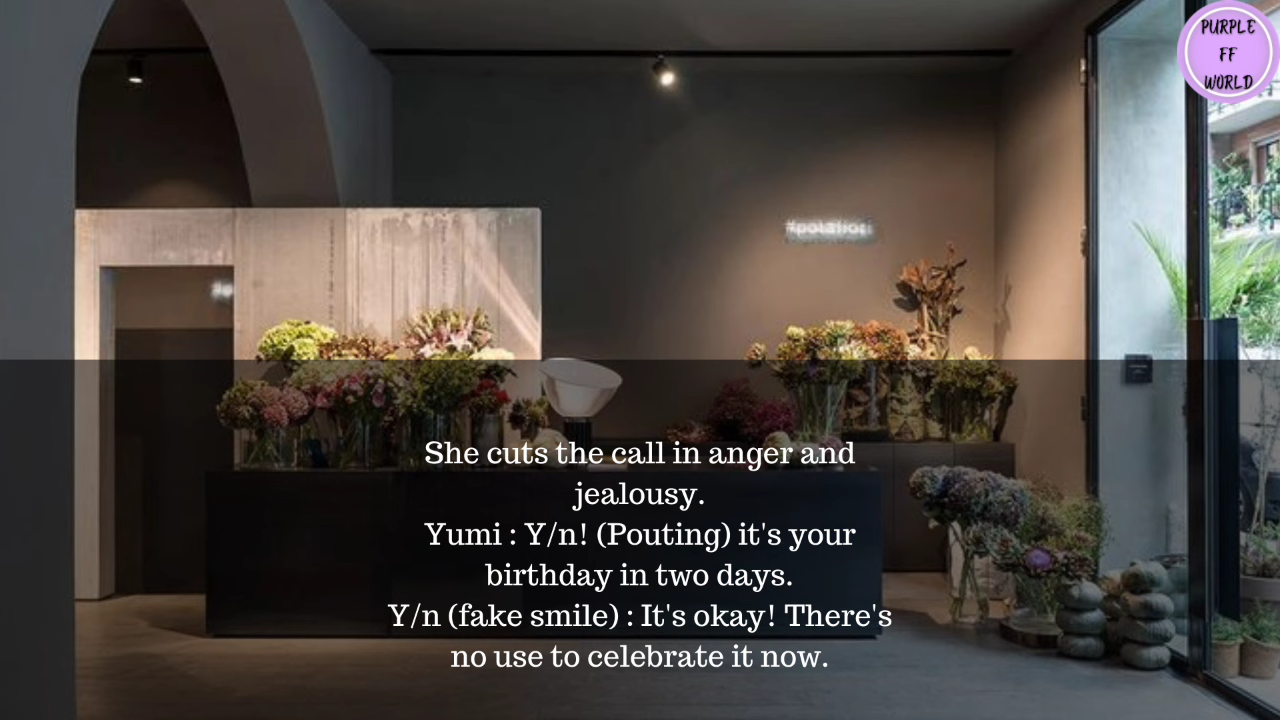 PURPLE
FF
WORLD
She cuts the call in anger and
jealousy.
Yumi : Y/n! (Pouting) it's your
birthday in two days.
Y/n (fake smile) : It's okay! There's
no use to celebrate it now.